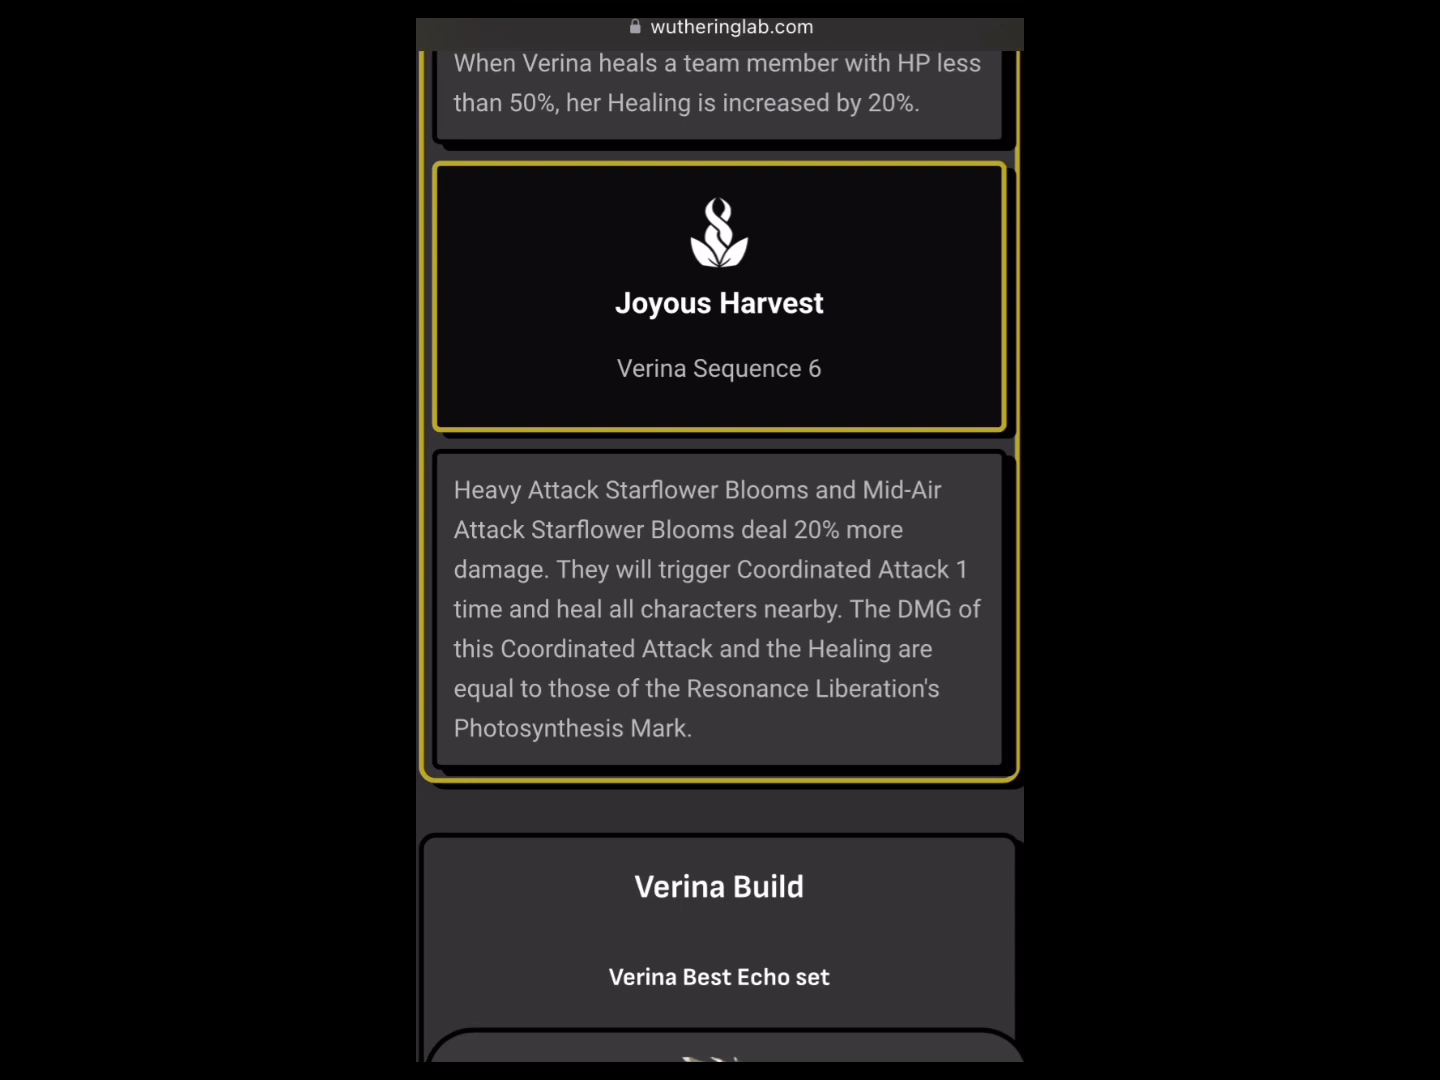 wutheringlab.com
When Verina heals a team member with HP less
than 50%, her Healing is increased by 20%.
Joyous Harvest
Verina Sequence 6
Heavy Attack Starflower Blooms and Mid-Air
Attack Starflower Blooms deal 20% more
damage. They will trigger Coordinated Attack 1
time and heal all characters nearby. The DMG of
this Coordinated Attack and the Healing are
equal to those of the Resonance Liberation's
Photosynthesis Mark.
Verina Build
Verina Best Echo set